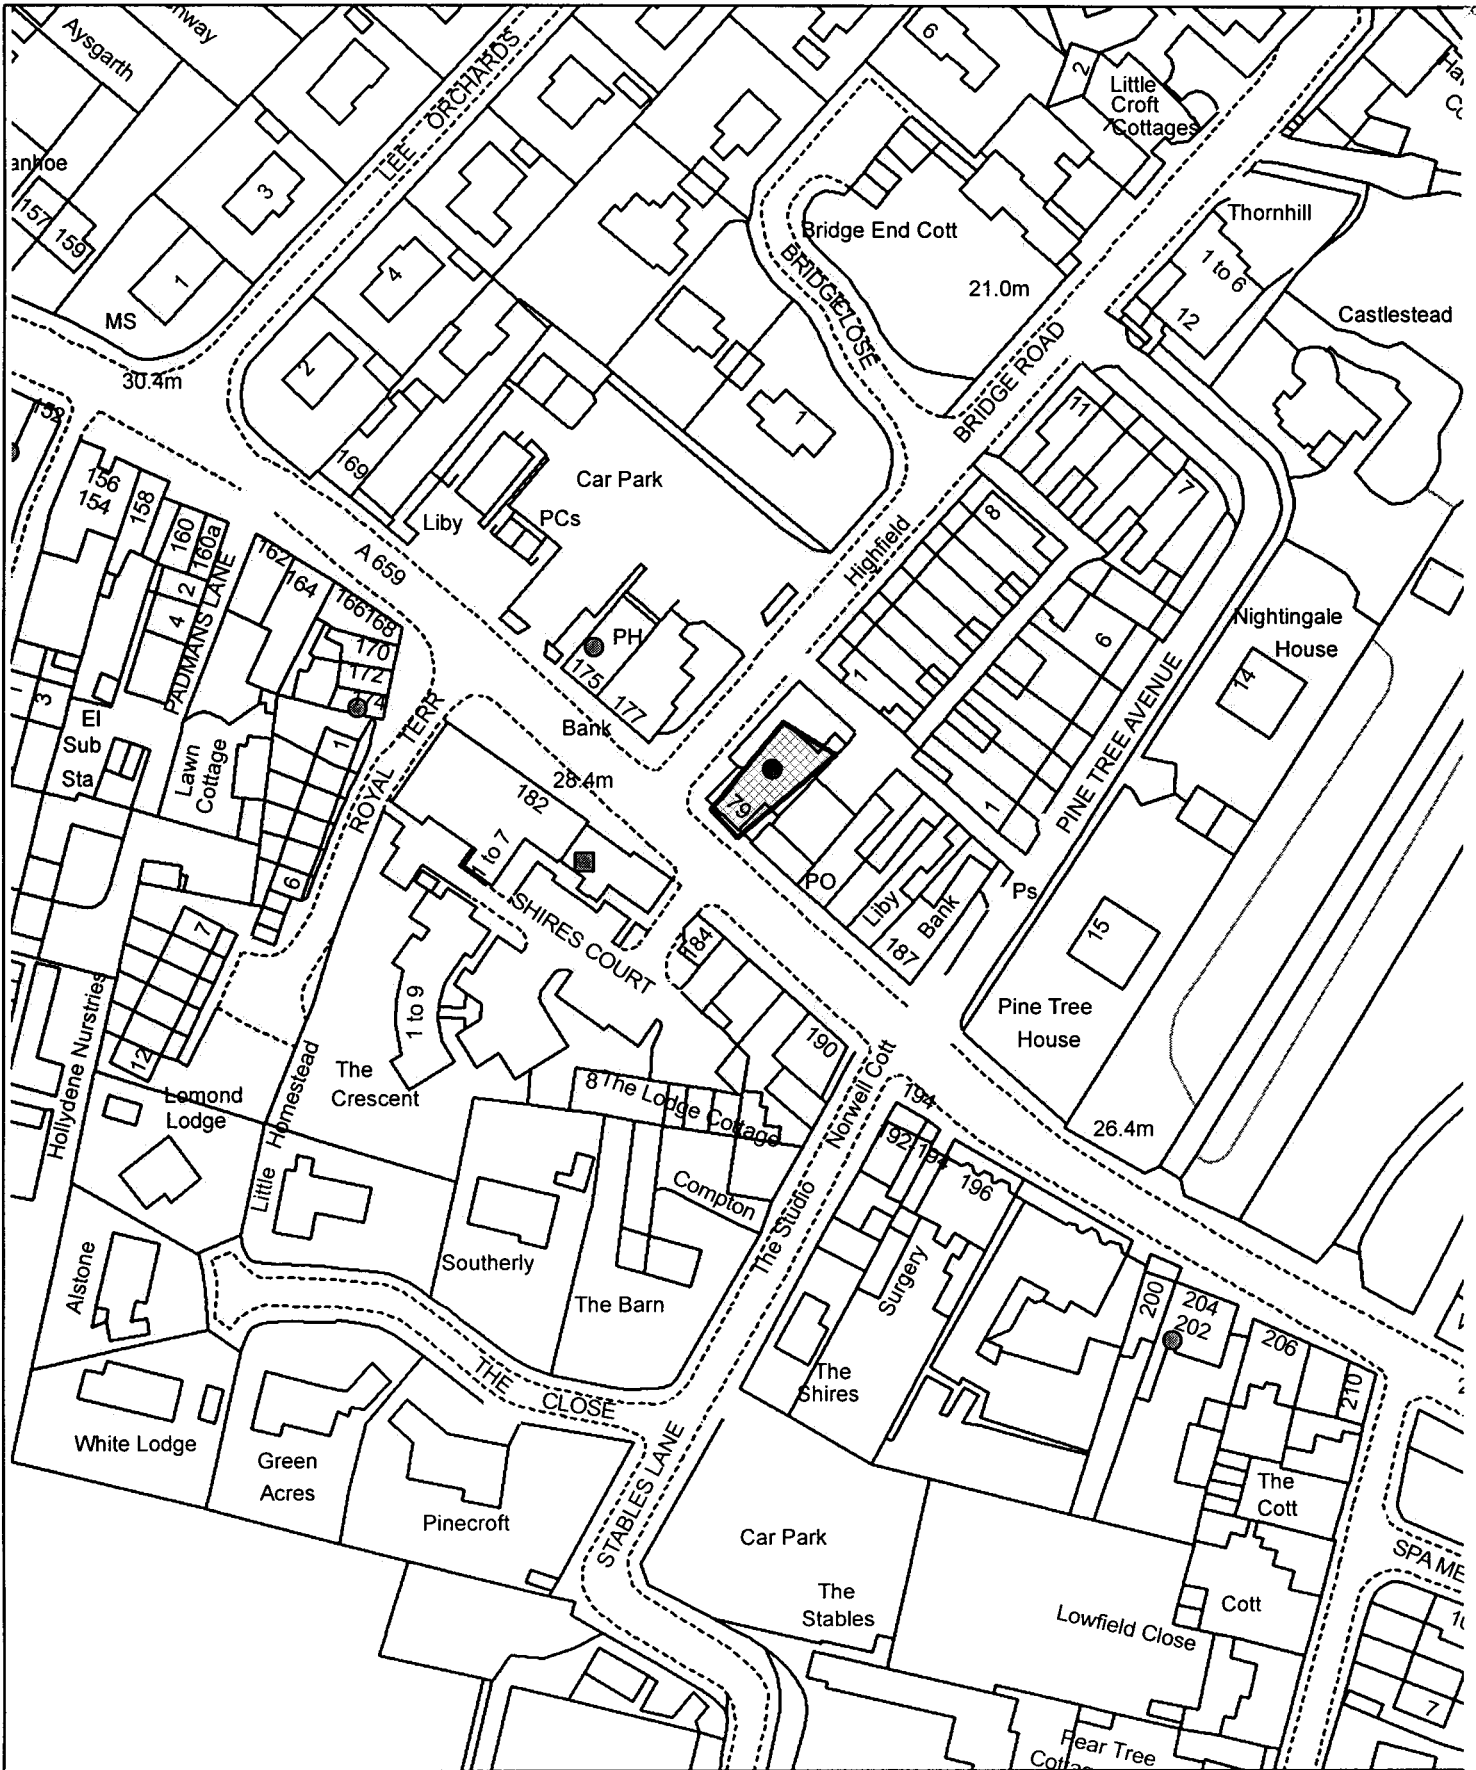 Aysgarth
LEE ORCHARDS
6
2
Little
Croft
Cottages
157
159
3
1
MS
4
2
30.4m
Bridge End Cott
BRIDGE CLOSE
21.0m
Thornhill
1 to 6
12
Castlestead
BRIDGE ROAD
1
152
156
154
158
160
160a
162
164
166
168
170
172
174
169
Liby
PCs
Car Park
A 659
11
7
8
Highfield
6
1
1
Nightingale
House
14
PINE TREE AVENUE
2
4
PADMANS LANE
3
El
Sub
Sta
Lawn
Cottage
1
6
ROYAL TERR
PH
175
177
Bank
28.4m
182
1 to 7
79
PO
Liby
Bank
187
Ps
15
Pine Tree
House
SHIRES COURT
184
190
7
12
Hollydene Nurstries
Lomond
Lodge
Little Homestead
The
Crescent
1 to 9
8
The Lodge Cottage
Compton
Norwell Cott
The Studio
194
192-194
196
26.4m
Surgery
Alstone
Southerly
The Barn
The
Shires
200
204
202
206
210
THE CLOSE
White Lodge
Green
Acres
Pinecroft
STABLES LANE
Car Park
The
Stables
The
Cott
Cott
Lowfield Close
SPA ME
7
Pear Tree